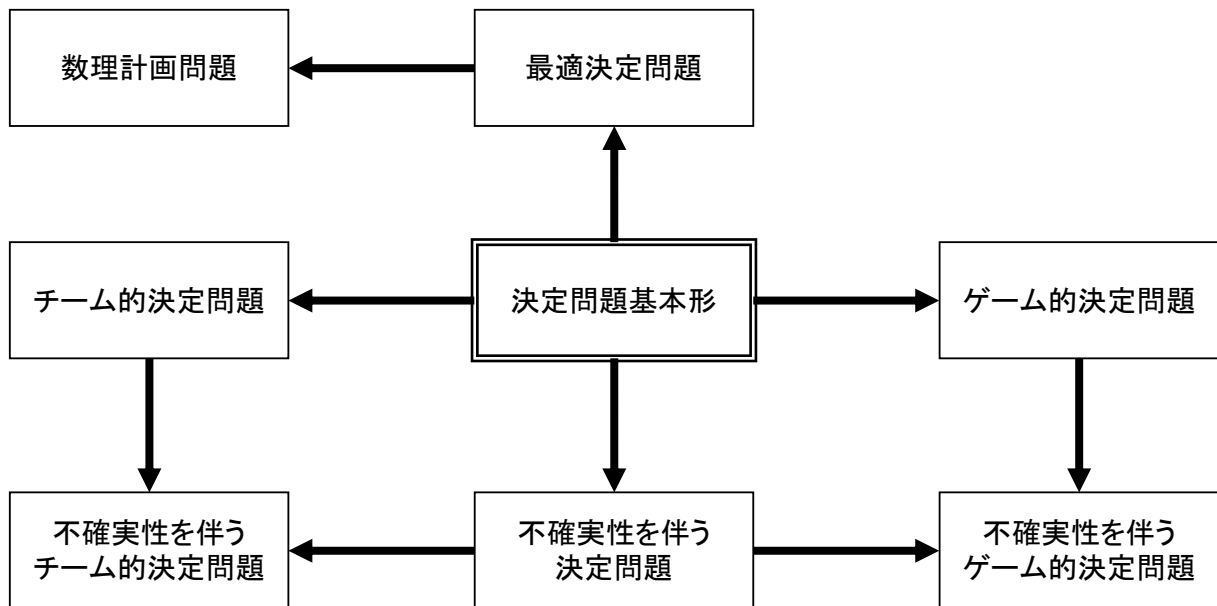 数理計画問題
最適決定問題
チーム的決定問題
決定問題基本形
ゲーム的決定問題
不確実性を伴う
チーム的決定問題
不確実性を伴う
決定問題
不確実性を伴う
ゲーム的決定問題